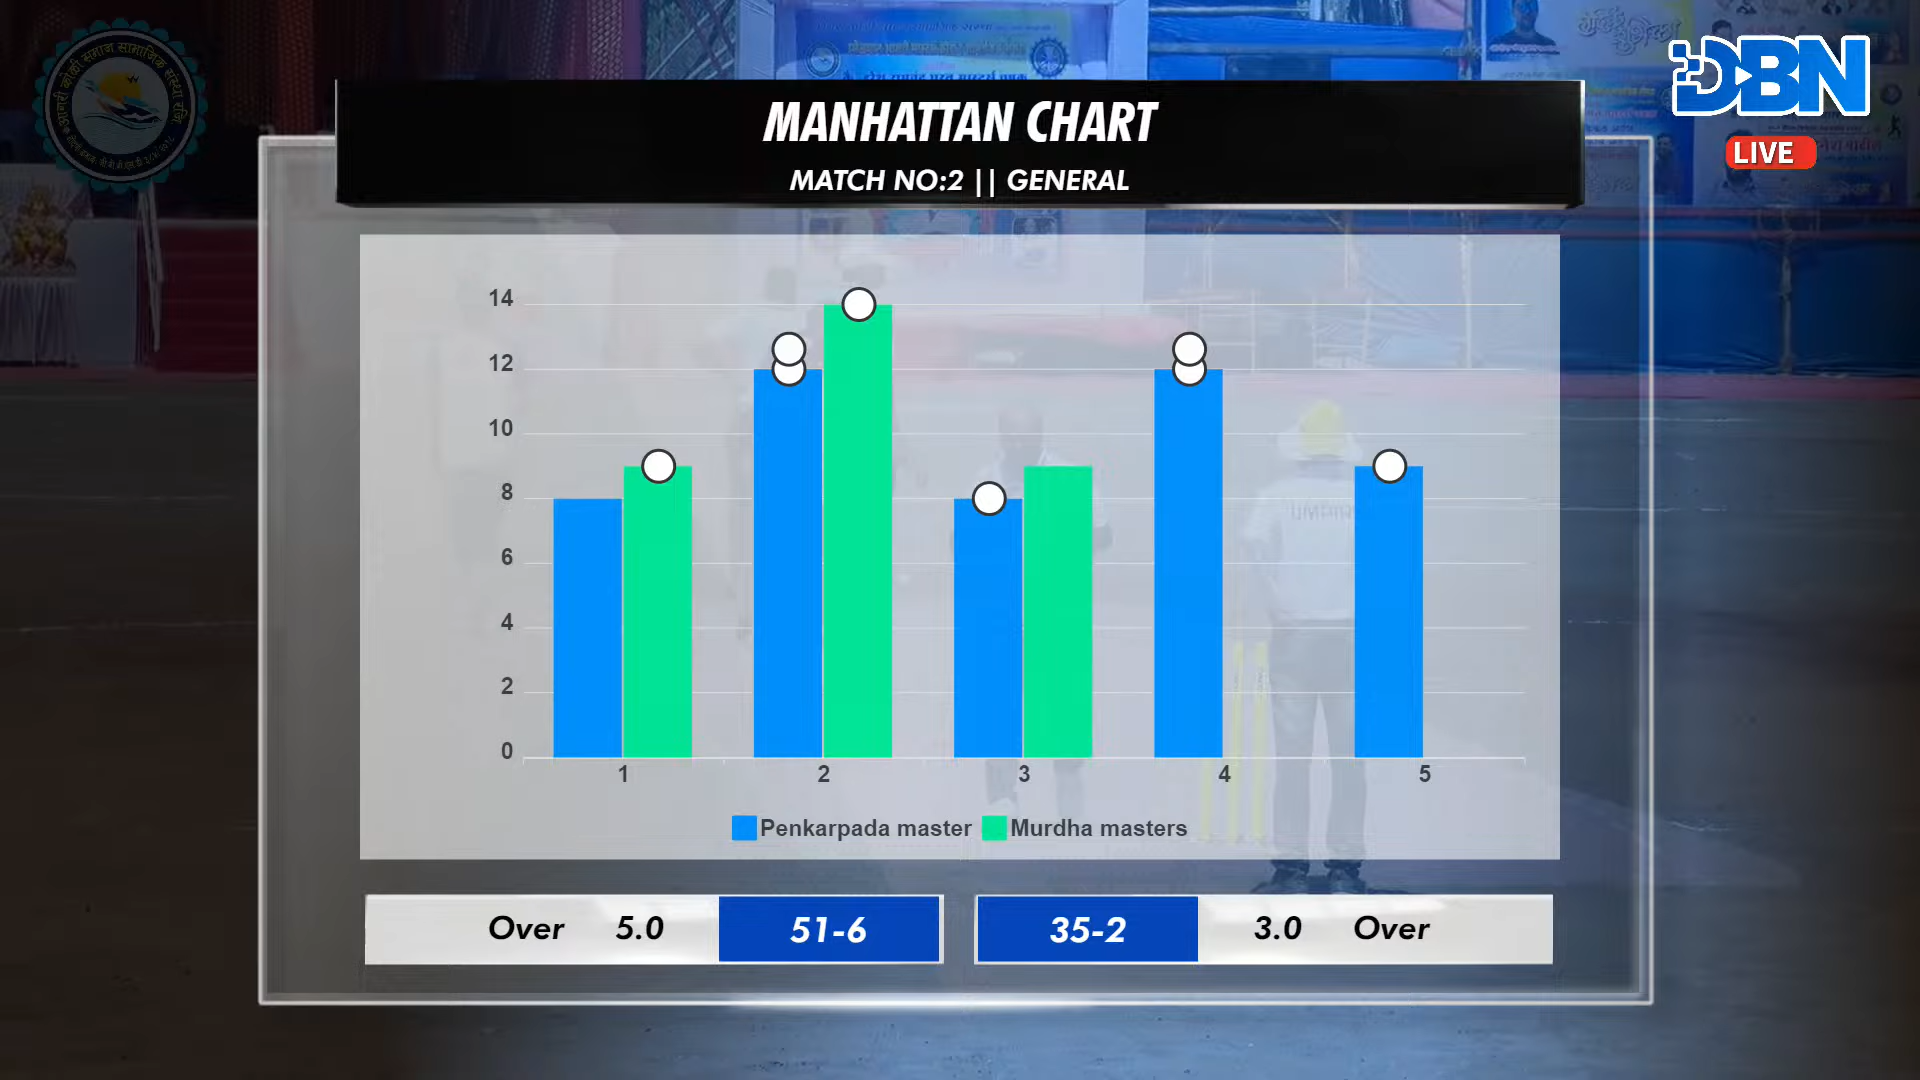 DBN
LIVE
MANHATTAN CHART
MATCH NO:2 || GENERAL
14
12
10
8
6
4
2
0
1 2 3 4 5
Penkarpada master Murdha masters
Over 5.0 51-6 35-2 3.0 Over